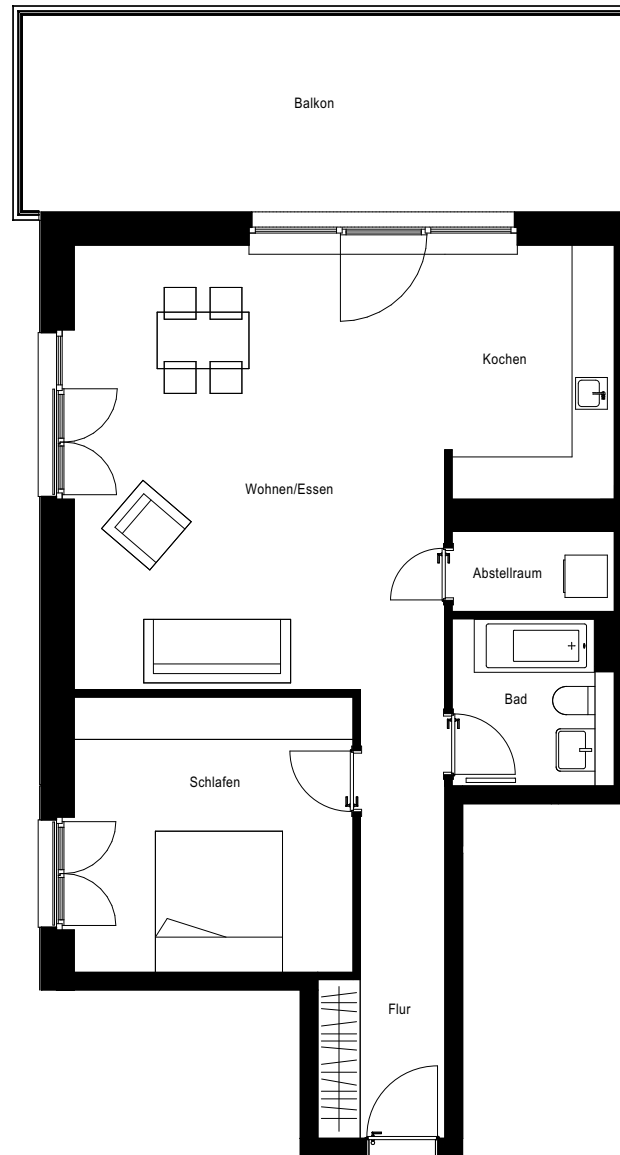 Balkon
Kochen
Wohnen/Essen
Abstellraum
Bad
Schlafen
Flur